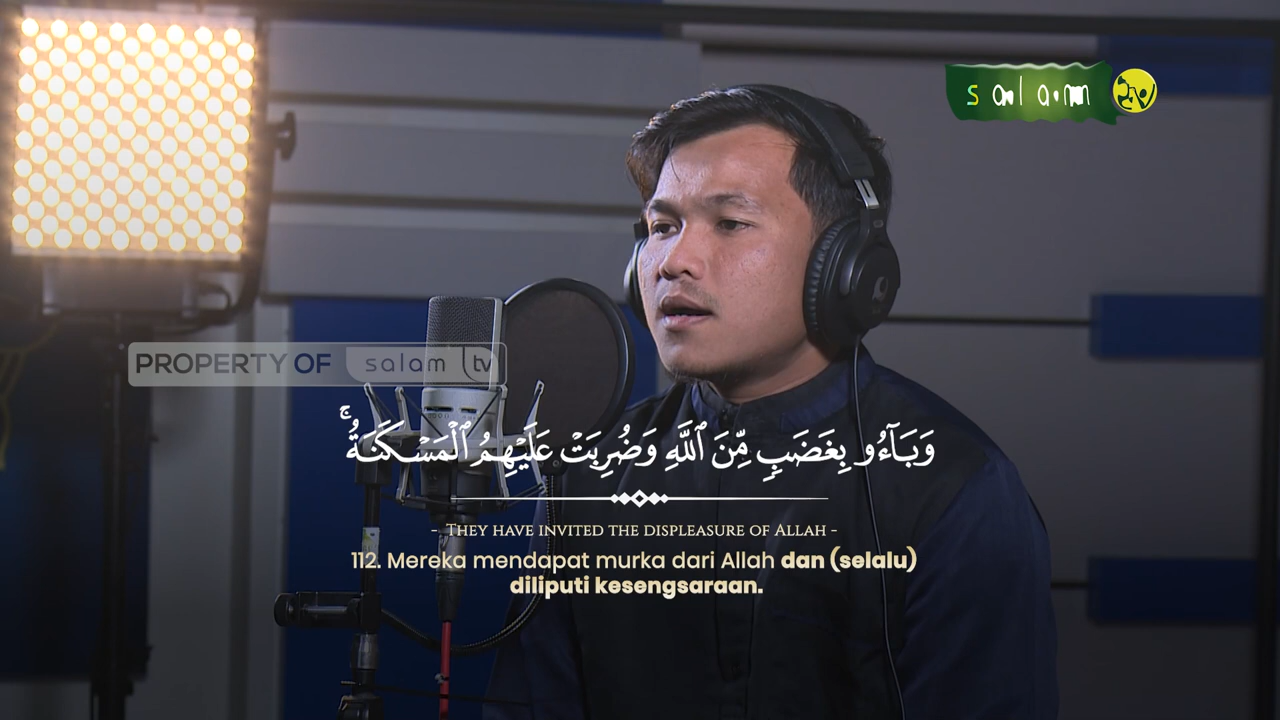 salam tv
PROPERTY OF salam tv
وَبَآءُو بِغَضَبٍۢ مِّنَ ٱللَّهِ وَضُرِبَتْ عَلَيْهِمُ ٱلْمَسْكَنَةُ ۚ
- They have invited the displeasure of Allah -
112. Mereka mendapat murka dari Allah dan (selalu)
diliputi kesengsaraan.